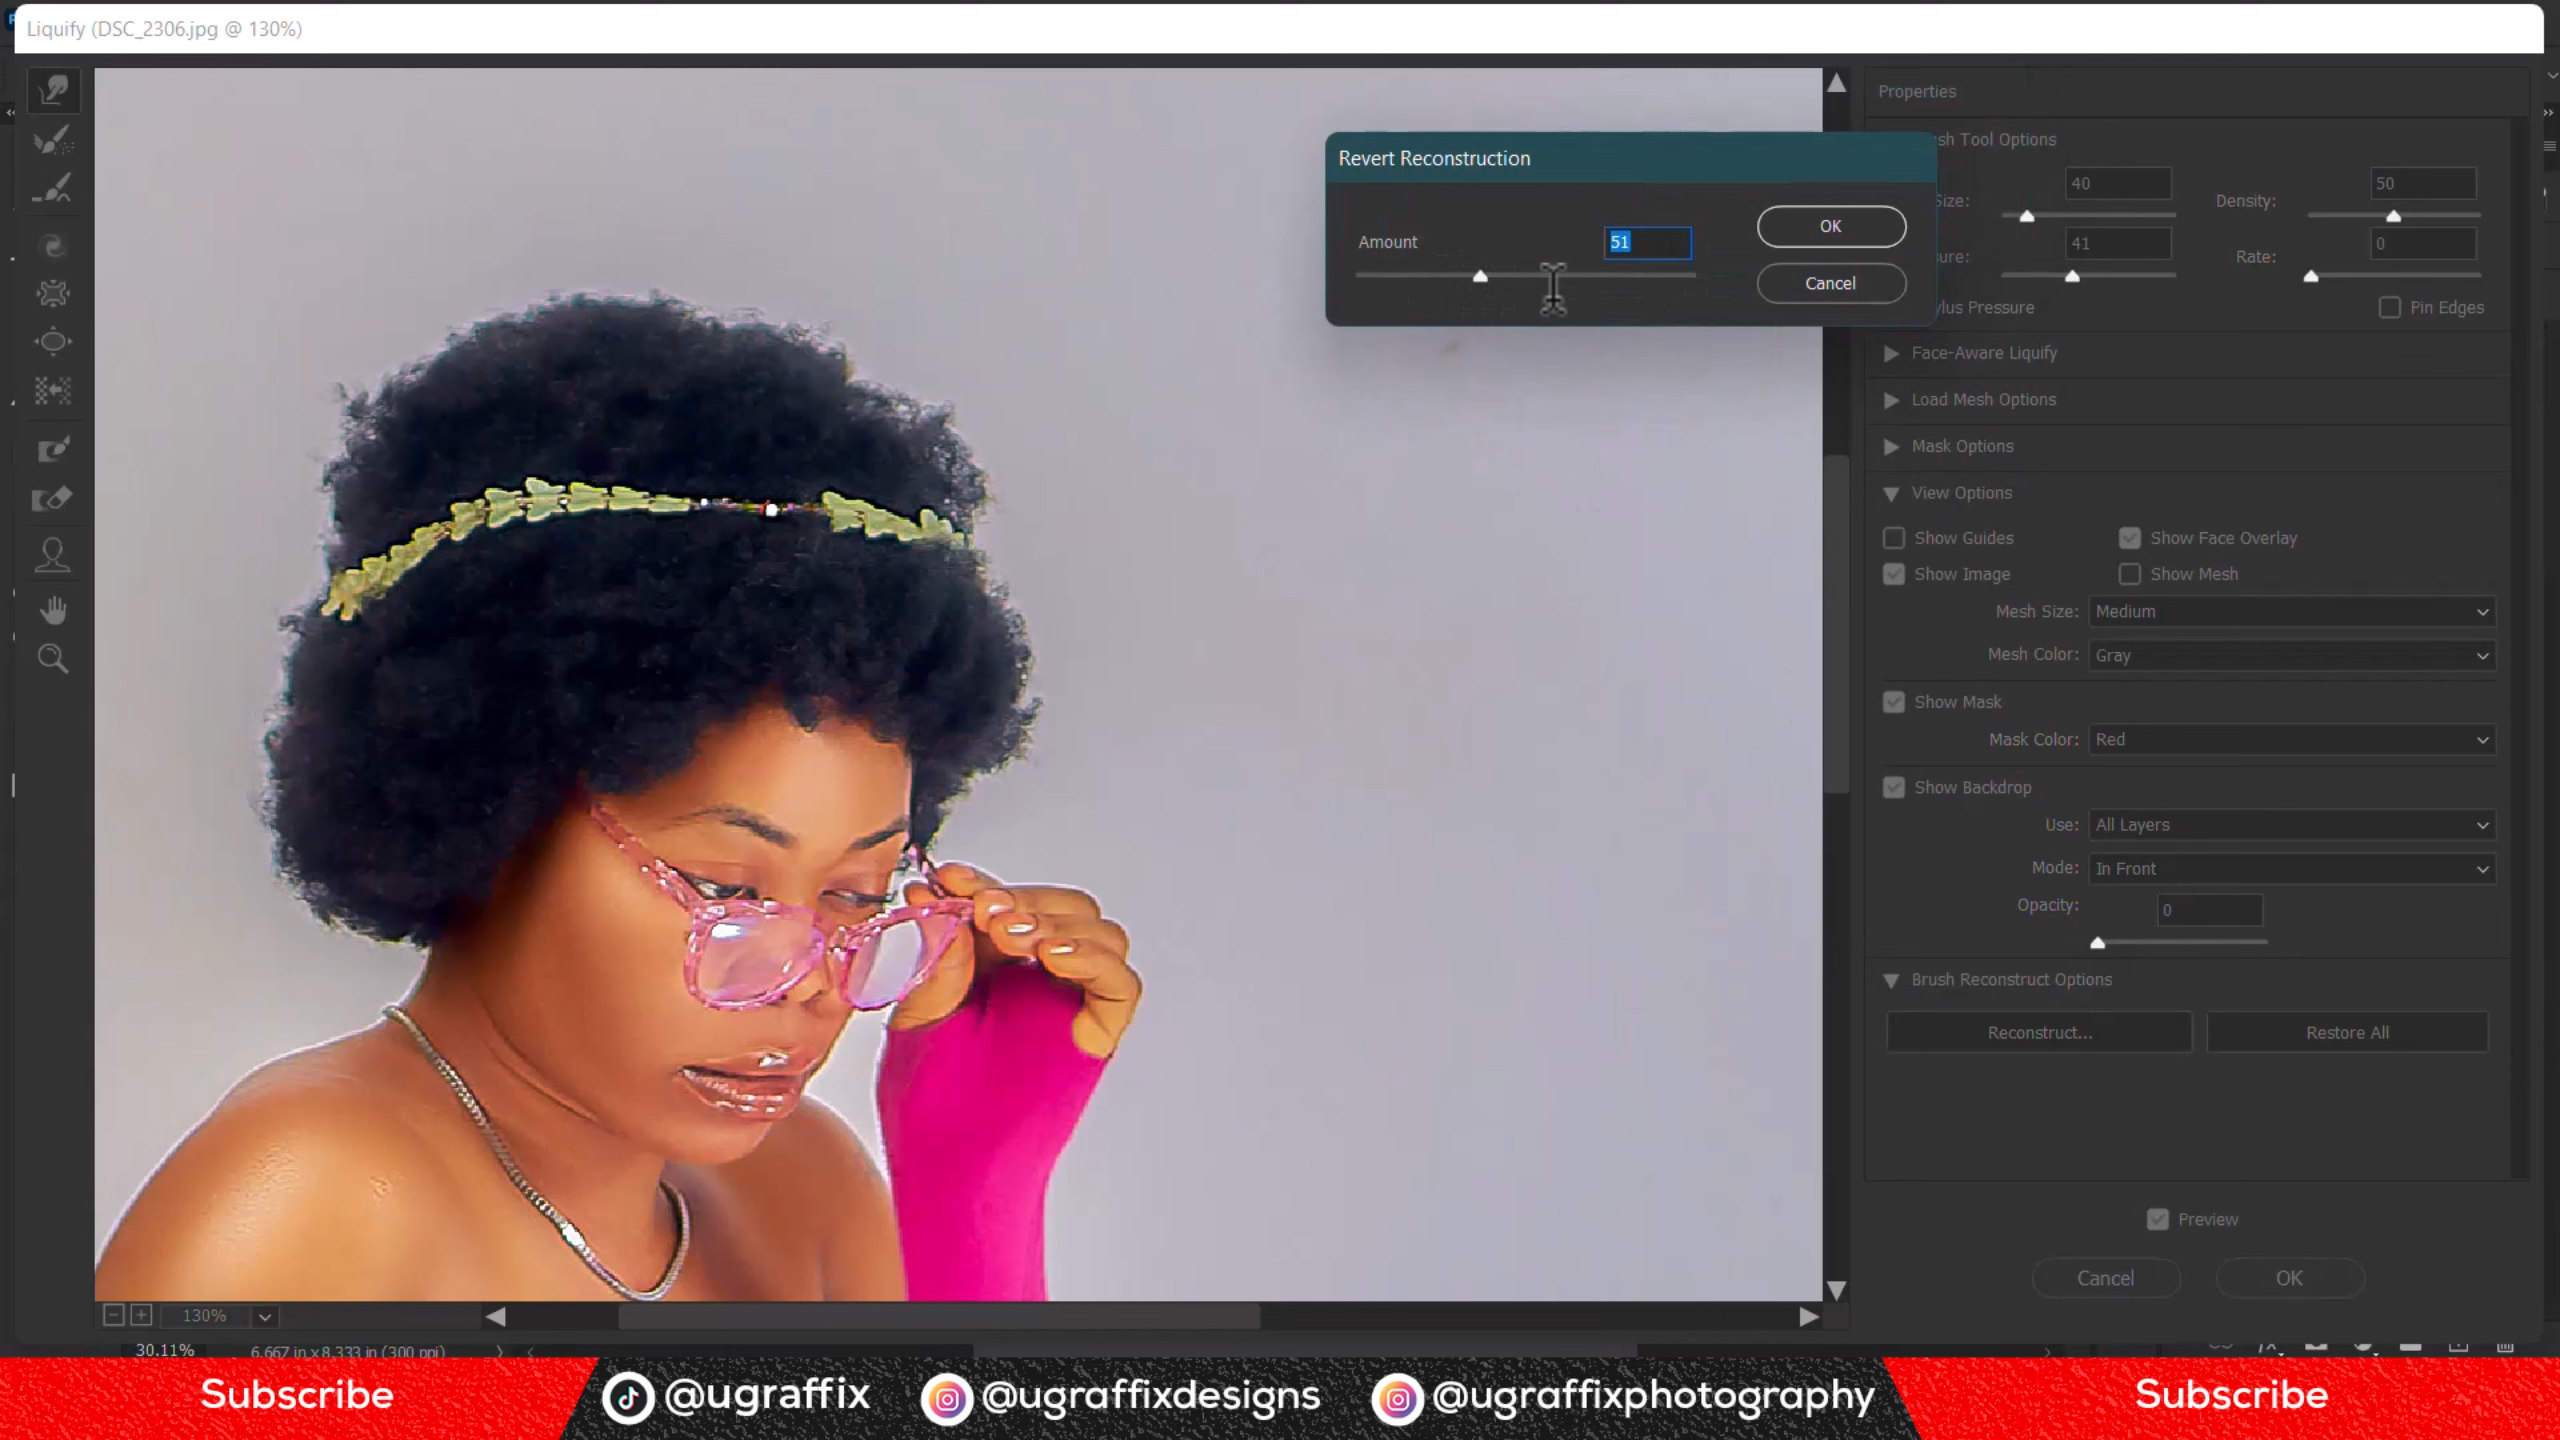 Liquify (DSC_2306.jpg @ 130%)
Properties
sh Tool Options
Revert Reconstruction
Size: 40 Density: 50
Amount 51 OK
ure: 41 Rate: 0
Cancel
ylus Pressure Pin Edges
Face-Aware Liquify
Load Mesh Options
Mask Options
View Options
Show Guides Show Face Overlay
Show Image Show Mesh
Mesh Size: Medium
Mesh Color: Gray
Show Mask
Mask Color: Red
Show Backdrop
Use: All Layers
Mode: In Front
Opacity: 0
Brush Reconstruct Options
Reconstruct... Restore All
Preview
Cancel OK
130%
30.11% 6.667 in x 8.333 in (300 ppi)
Subscribe @ugraffix @ugraffixdesigns @ugraffixphotography Subscribe